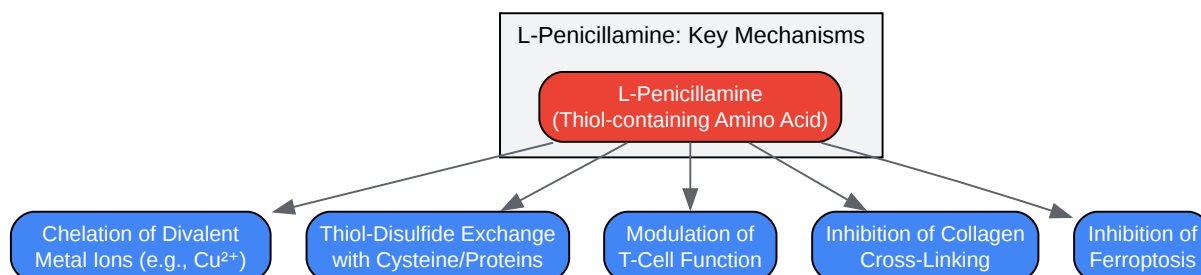 L-Penicillamine: Key Mechanisms
L-Penicillamine
(Thiol-containing Amino Acid)
Chelation of Divalent
Metal Ions (e.g., Cu²⁺)
Thiol-Disulfide Exchange
with Cysteine/Proteins
Modulation of
T-Cell Function
Inhibition of Collagen
Cross-Linking
Inhibition of
Ferroptosis